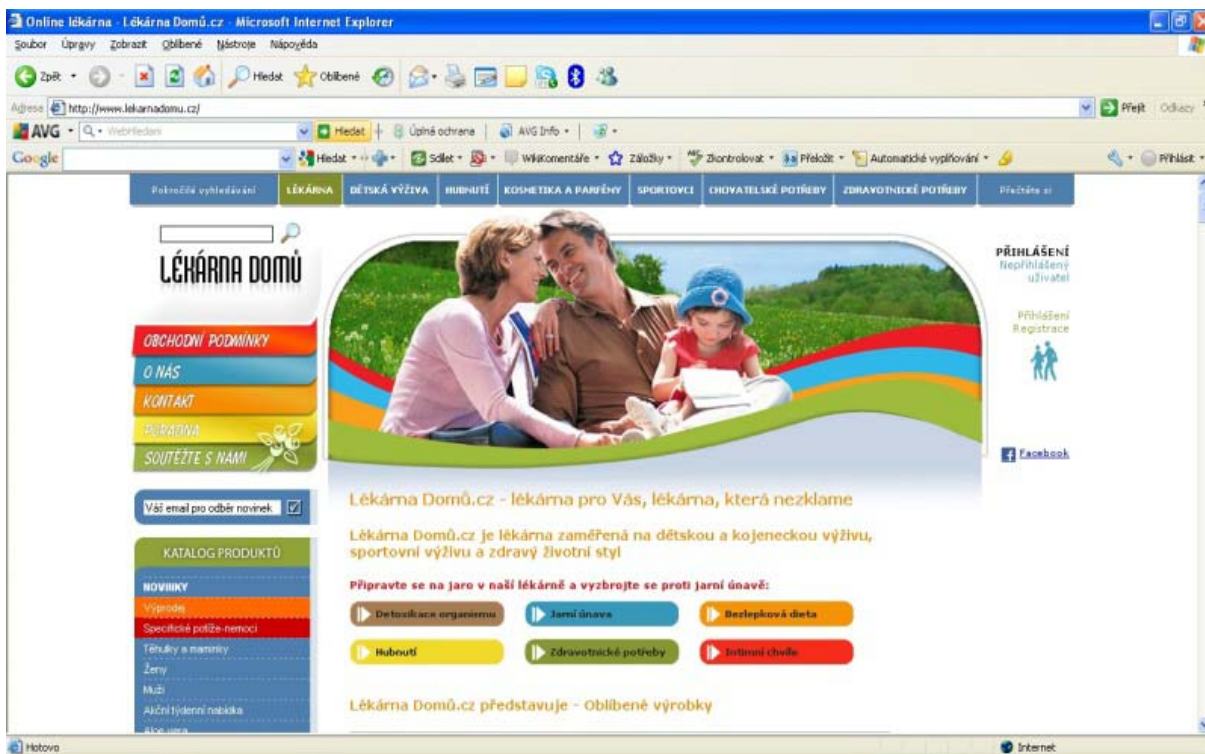 Online lékárna - Lékárna Domů.cz - Microsoft Internet Explorer
Soubor Úpravy Zobrazit Oblíbené Nástroje Nápověda
Zpět Hledat Oblíbené
Adresa http://www.lekarnadomu.cz/ Přejít Odkazy
AVG WebHledani Hledat Úplná ochrana AVG Info
Google Hledat Sdílet WikiKomentáře Záložky Zkontrolovat Přeložit Automatické vyplňování Přihlásit
Pokročilé vyhledávání LÉKÁRNA DĚTSKÁ VÝŽIVA HUBNUTÍ KOSMETIKA A PARFÉMY SPORTOVCI CHOVATELSKÉ POTŘEBY ZDRAVOTNICKÉ POTŘEBY Přečtěte si
LÉKÁRNA DOMŮ
PŘIHLÁŠENÍ
Nepřihlášený
uživatel
Přihlášení
Registrace
OBCHODNÍ PODMÍNKY
O NÁS
KONTAKT
PORADNA
SOUTĚŽTE S NÁMI
Facebook
Váš email pro odběr novinek
Lékárna Domů.cz - lékárna pro Vás, lékárna, která nezklame
Lékárna Domů.cz je lékárna zaměřená na dětskou a kojeneckou výživu,
sportovní výživu a zdravý životní styl
KATALOG PRODUKTŮ
Připravte se na jaro v naší lékárně a vyzbrojte se proti jarní únavě:
NOVINKY
Výprodej
Specifické potíže-nemoci
Těhulky a maminky
Ženy
Muži
Akční týdenní nabídka
Aloe vera
Detoxikace organismu Jarní únava Bezlepková dieta
Hubnutí Zdravotnické potřeby Intimní chvíle
Lékárna Domů.cz představuje - Oblíbené výrobky
Hotovo Internet